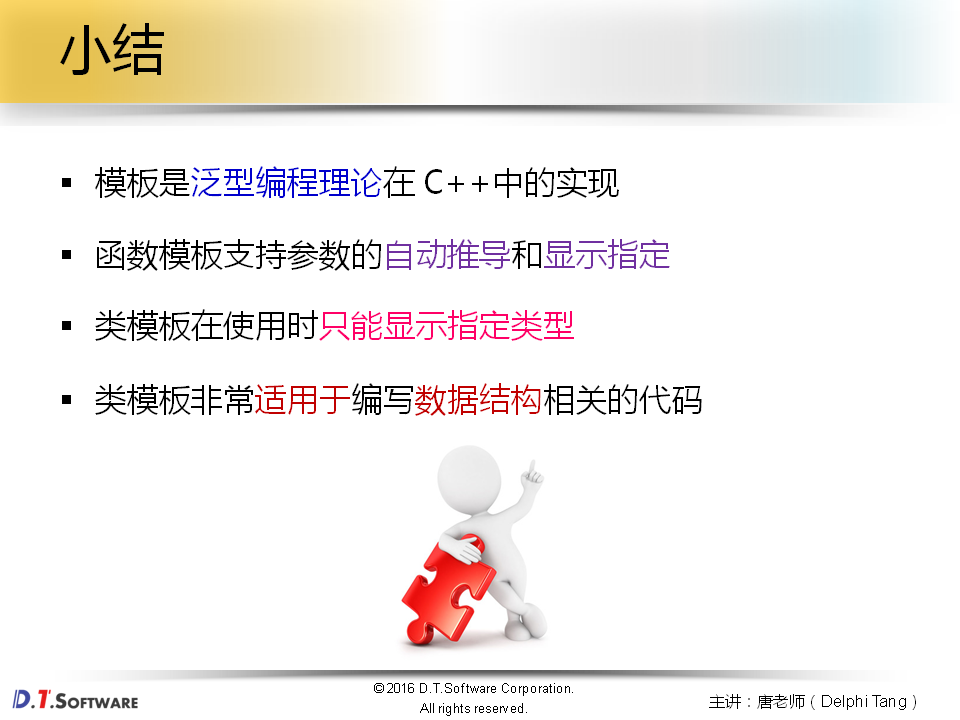 小结
模板是泛型编程理论在 C++中的实现
函数模板支持参数的自动推导和显示指定
类模板在使用时只能显示指定类型
类模板非常适用于编写数据结构相关的代码
D.T.SOFTWARE
©2016 D.T.Software Corporation.
All rights reserved.
主讲：唐老师（Delphi Tang）